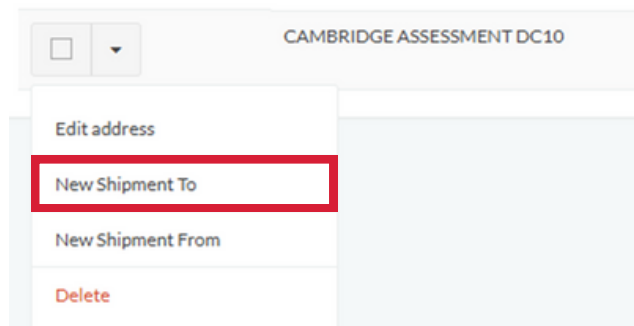 CAMBRIDGE ASSESSMENT DC10
Edit address
New Shipment To
New Shipment From
Delete